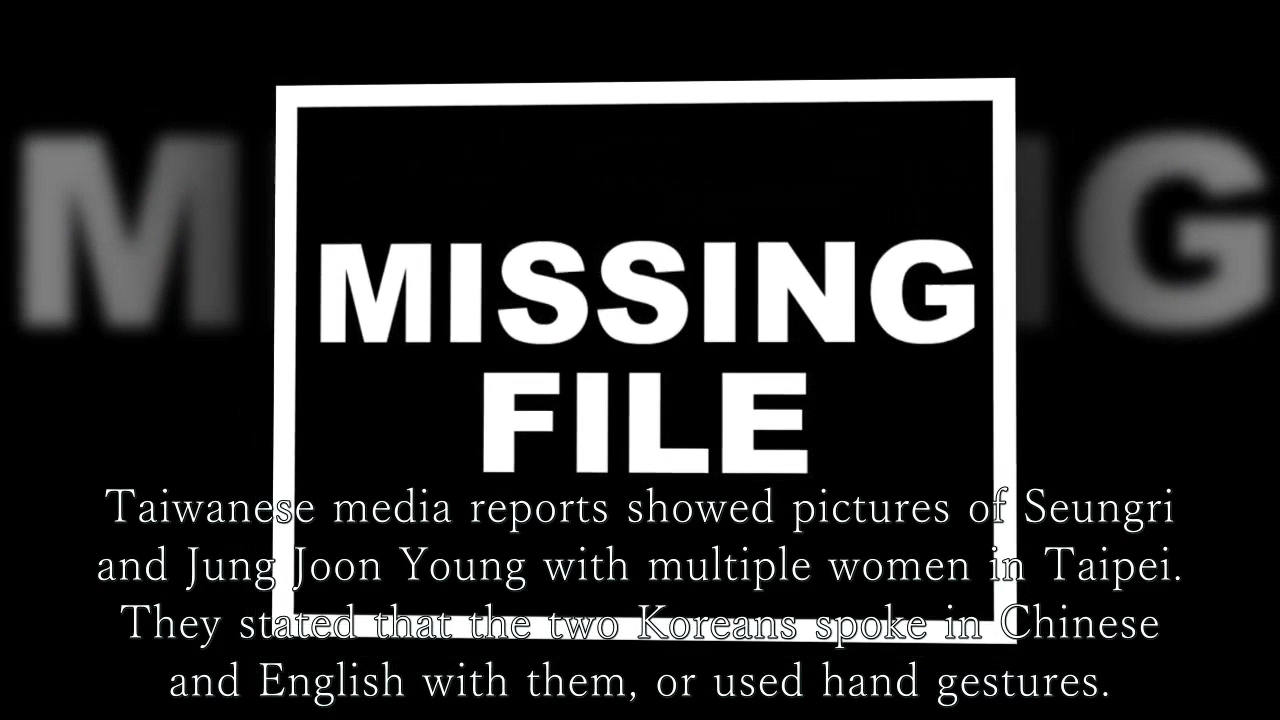 M NG
MISSING
FILE
Taiwanese media reports showed pictures of Seungri
and Jung Joon Young with multiple women in Taipei.
They stated that the two Koreans spoke in Chinese
and English with them, or used hand gestures.